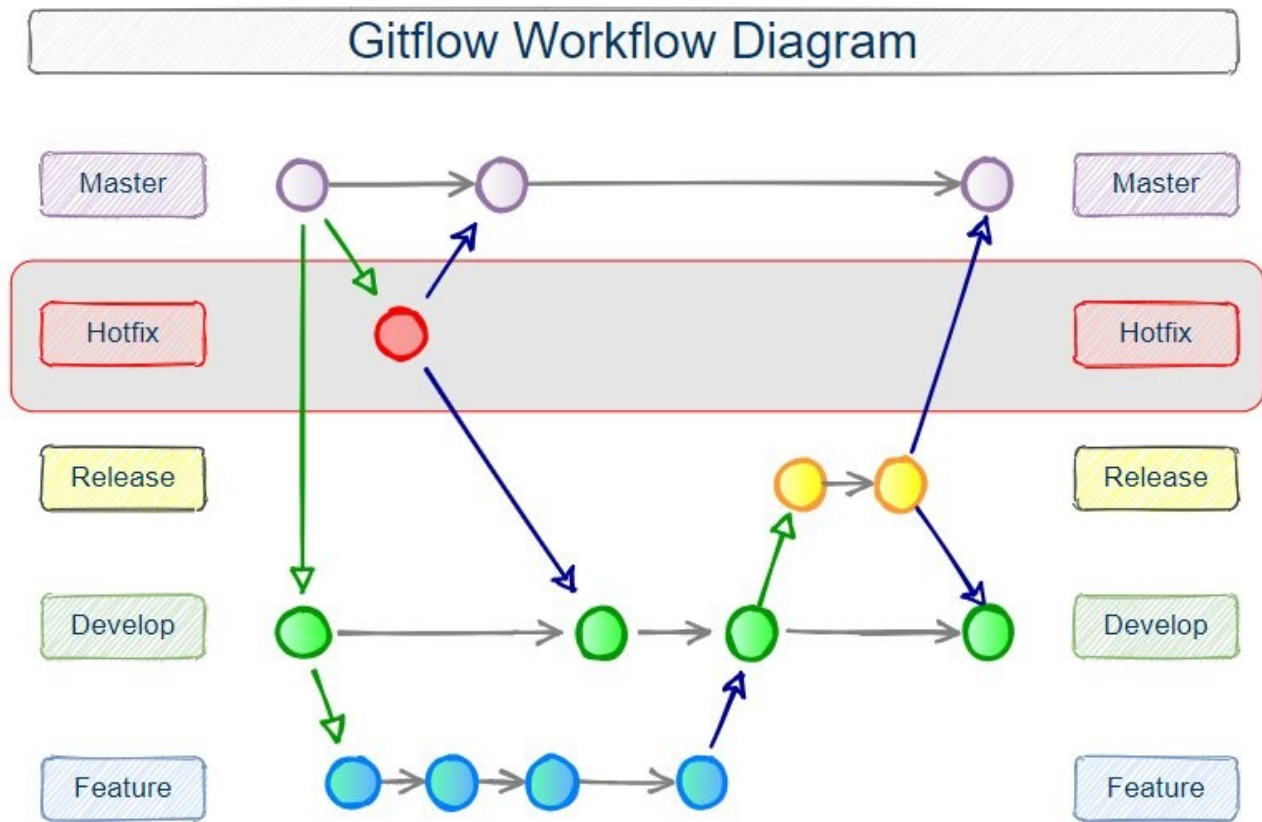 Gitflow Workflow Diagram
Master
Master
Hotfix
Hotfix
Release
Release
Develop
Develop
Feature
Feature